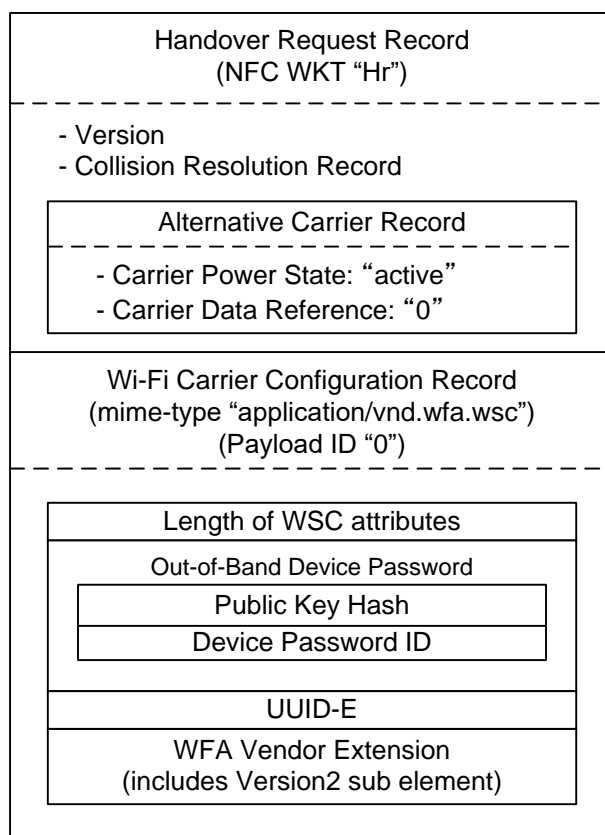 Handover Request Record
(NFC WKT “Hr”)
- Version
- Collision Resolution Record
Alternative Carrier Record
- Carrier Power State: “active”
- Carrier Data Reference: “0”
Wi-Fi Carrier Configuration Record
(mime-type “application/vnd.wfa.wsc”)
(Payload ID “0”)
Length of WSC attributes
Out-of-Band Device Password
Public Key Hash
Device Password ID
UUID-E
WFA Vendor Extension
(includes Version2 sub element)